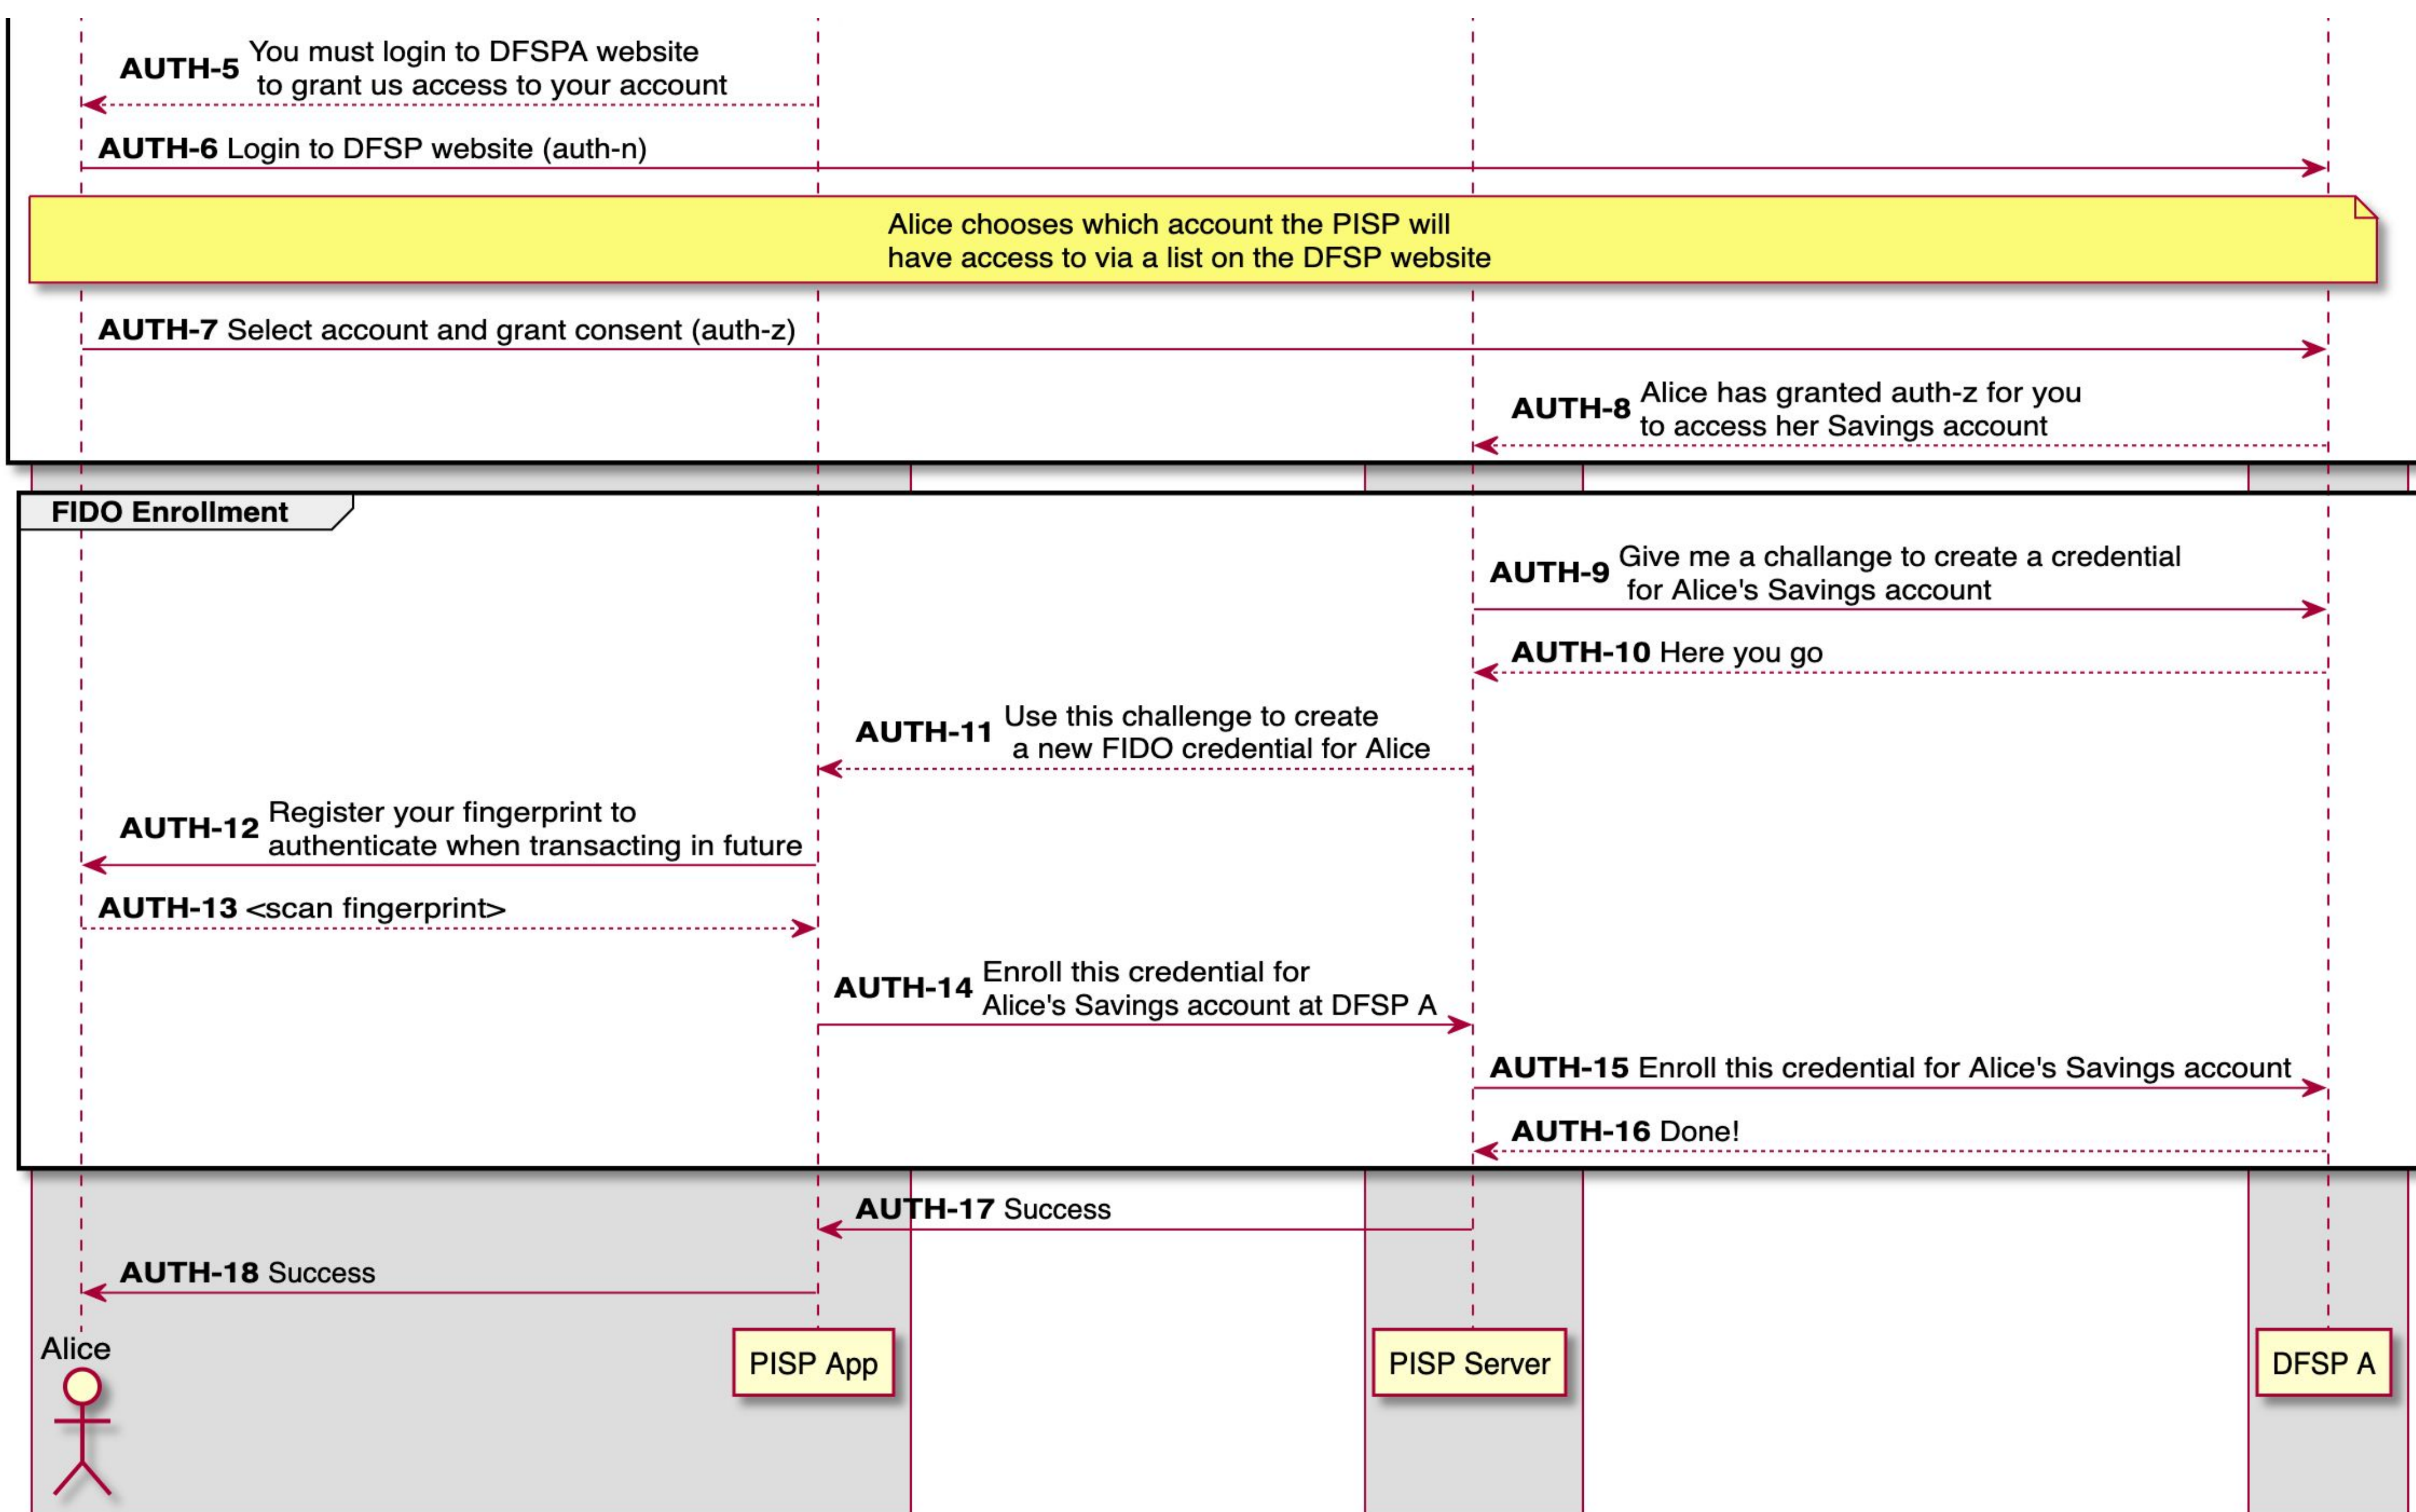 AUTH-5 You must login to DFSPA website
to grant us access to your account
AUTH-6 Login to DFSP website (auth-n)
Alice chooses which account the PISP will
have access to via a list on the DFSP website
AUTH-7 Select account and grant consent (auth-z)
AUTH-8 Alice has granted auth-z for you
to access her Savings account
FIDO Enrollment
AUTH-9 Give me a challange to create a credential
for Alice's Savings account
AUTH-10 Here you go
AUTH-11 Use this challenge to create
a new FIDO credential for Alice
AUTH-12 Register your fingerprint to
authenticate when transacting in future
AUTH-13 <scan fingerprint>
AUTH-14 Enroll this credential for
Alice's Savings account at DFSP A
AUTH-15 Enroll this credential for Alice's Savings account
AUTH-16 Done!
AUTH-17 Success
AUTH-18 Success
Alice
PISP App
PISP Server
DFSP A